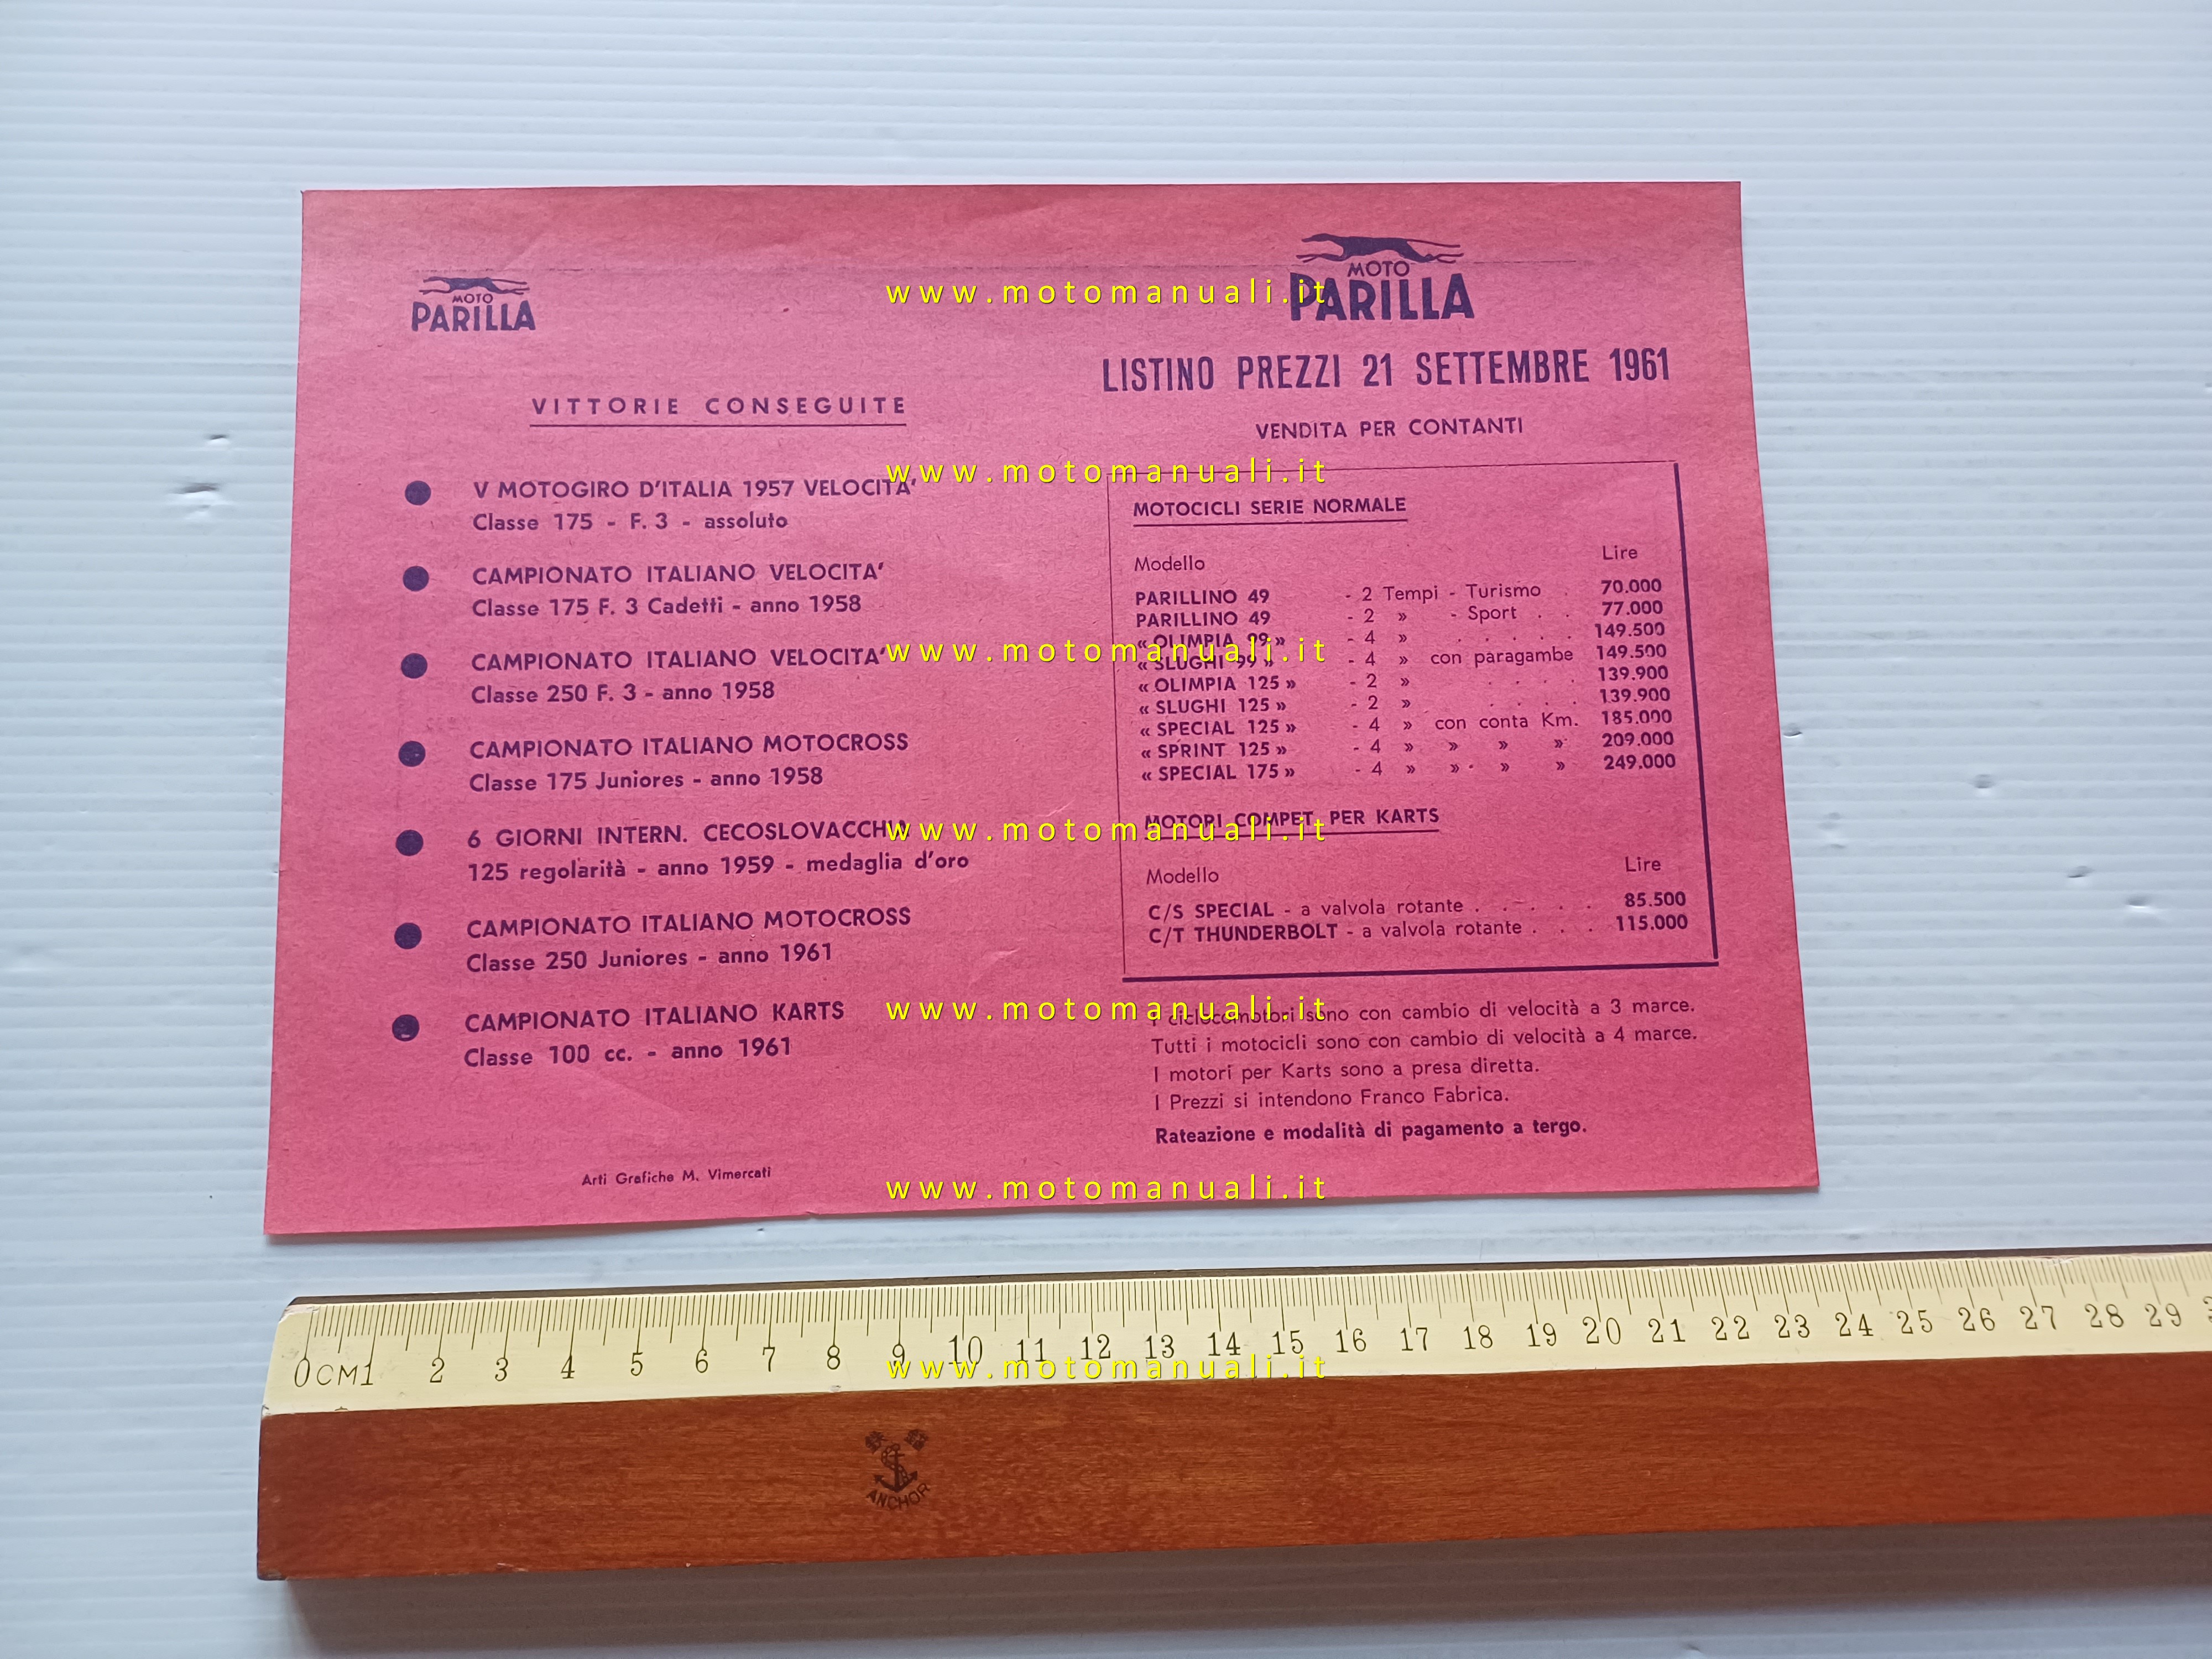 MOTO
PARILLA
VITTORIE CONSEGUITE
V MOTOGIRO D'ITALIA 1957 VELOCITA'
Classe 175 - F. 3 - assoluto
CAMPIONATO ITALIANO VELOCITA'
Classe 175 F. 3 Cadetti - anno 1958
CAMPIONATO ITALIANO VELOCITA'
Classe 250 F. 3 - anno 1958
CAMPIONATO ITALIANO MOTOCROSS
Classe 175 Juniores - anno 1958
6 GIORNI INTERN. CECOSLOVACCHIA
125 regolarità - anno 1959 - medaglia d'oro
CAMPIONATO ITALIANO MOTOCROSS
Classe 250 Juniores - anno 1961
CAMPIONATO ITALIANO KARTS
Classe 100 cc. - anno 1961
Arti Grafiche M. Vimercati
MOTO
PARILLA
LISTINO PREZZI 21 SETTEMBRE 1961
VENDITA PER CONTANTI
MOTOCICLI SERIE NORMALE
Modello Lire
PARILLINO 49 - 2 Tempi - Turismo . 70.000
PARILLINO 49 - 2 » - Sport . . 77.000
« OLIMPIA 99 » - 4 » . . . . . 149.500
« SLUGHI 99 » - 4 » con paragambe 149.500
« OLIMPIA 125 » - 2 » . . . . 139.900
« SLUGHI 125 » - 2 » . . . . 139.900
« SPECIAL 125 » - 4 » con conta Km. 185.000
« SPRINT 125 » - 4 » » » » 209.000
« SPECIAL 175 » - 4 » » » » 249.000
MOTORI COMPET. PER KARTS
Modello Lire
C/S SPECIAL - a valvola rotante . . . . . . 85.500
C/T THUNDERBOLT - a valvola rotante . . . 115.000
I ciclocomotori sono con cambio di velocità a 3 marce.
Tutti i motocicli sono con cambio di velocità a 4 marce.
I motori per Karts sono a presa diretta.
I Prezzi si intendono Franco Fabrica.
Rateazione e modalità di pagamento a tergo.
www.motomanuali.it
www.motomanuali.it
www.motomanuali.it
www.motomanuali.it
www.motomanuali.it
www.motomanuali.it
www.motomanuali.it
0CM1 2 3 4 5 6 7 8 9 10 11 12 13 14 15 16 17 18 19 20 21 22 23 24 25 26 27 28 29
ANCHOR